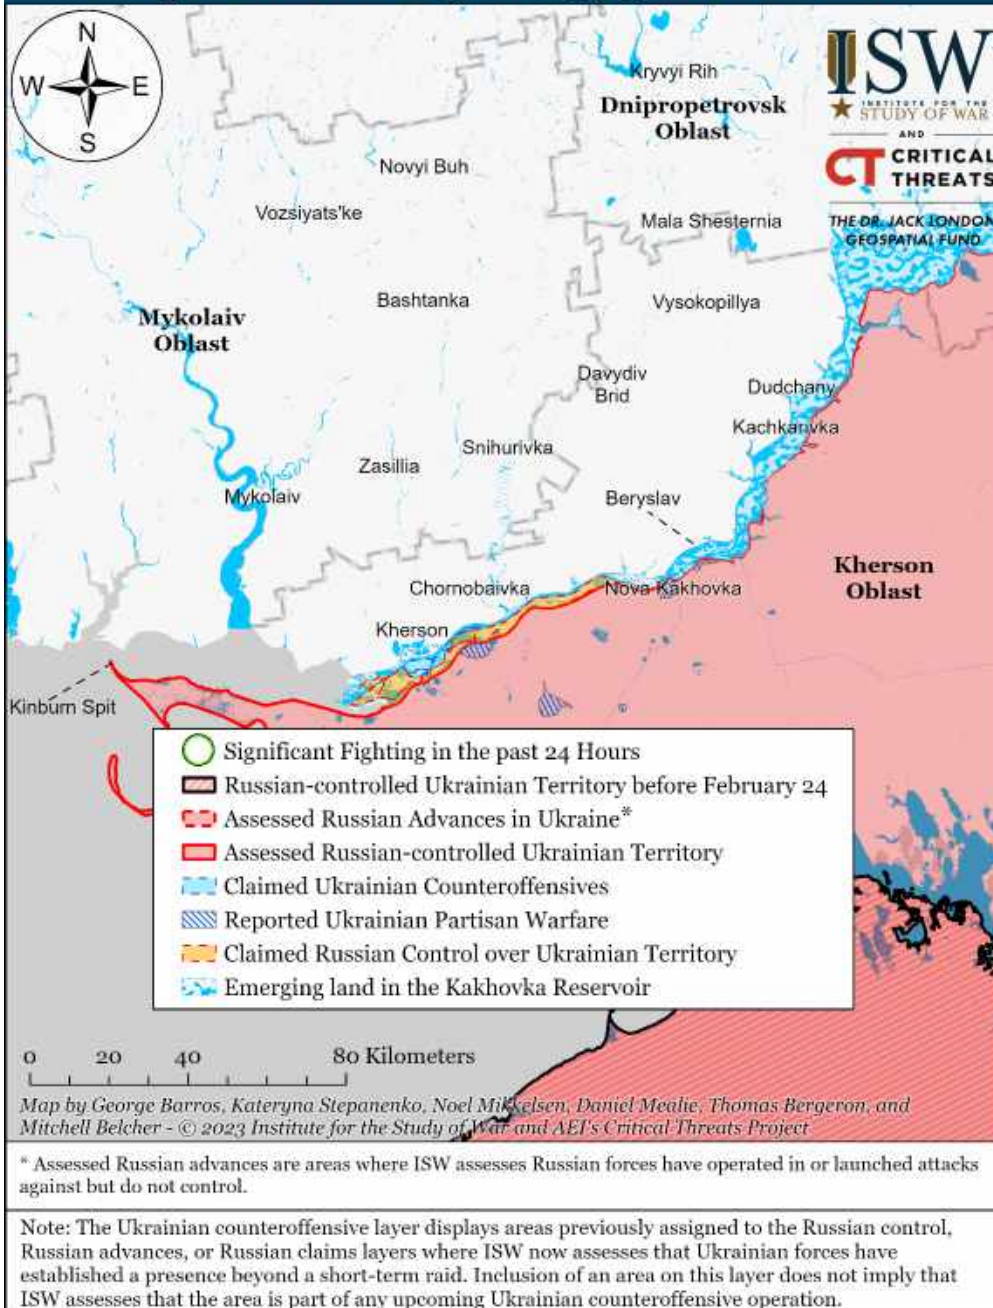 N
W E
S
ISW
INSTITUTE FOR THE
STUDY OF WAR
AND
CT CRITICAL
THREATS
THE DR. JACK LONDON
GEOSPATIAL FUND
Kryvyi Rih
Dnipropetrovsk
Oblast
Novyi Buh
Vozsiyats'ke
Mala Shesternia
Bashtanka
Vysokopillya
Mykolaiv
Oblast
Davydiv
Brid
Dudchany
Kachkarivka
Snihurivka
Zasillia
Mykolaiv
Beryslav
Kherson
Oblast
Chornobaivka
Nova Kakhovka
Kherson
Kinburn Spit
Significant Fighting in the past 24 Hours
Russian-controlled Ukrainian Territory before February 24
Assessed Russian Advances in Ukraine*
Assessed Russian-controlled Ukrainian Territory
Claimed Ukrainian Counteroffensives
Reported Ukrainian Partisan Warfare
Claimed Russian Control over Ukrainian Territory
Emerging land in the Kakhovka Reservoir
0 20 40 80 Kilometers
Map by George Barros, Kateryna Stepanenko, Noel Mikkelsen, Daniel Mealie, Thomas Bergeron, and
Mitchell Belcher - © 2023 Institute for the Study of War and AEI's Critical Threats Project
* Assessed Russian advances are areas where ISW assesses Russian forces have operated in or launched attacks
against but do not control.
Note: The Ukrainian counteroffensive layer displays areas previously assigned to the Russian control,
Russian advances, or Russian claims layers where ISW now assesses that Ukrainian forces have
established a presence beyond a short-term raid. Inclusion of an area on this layer does not imply that
ISW assesses that the area is part of any upcoming Ukrainian counteroffensive operation.